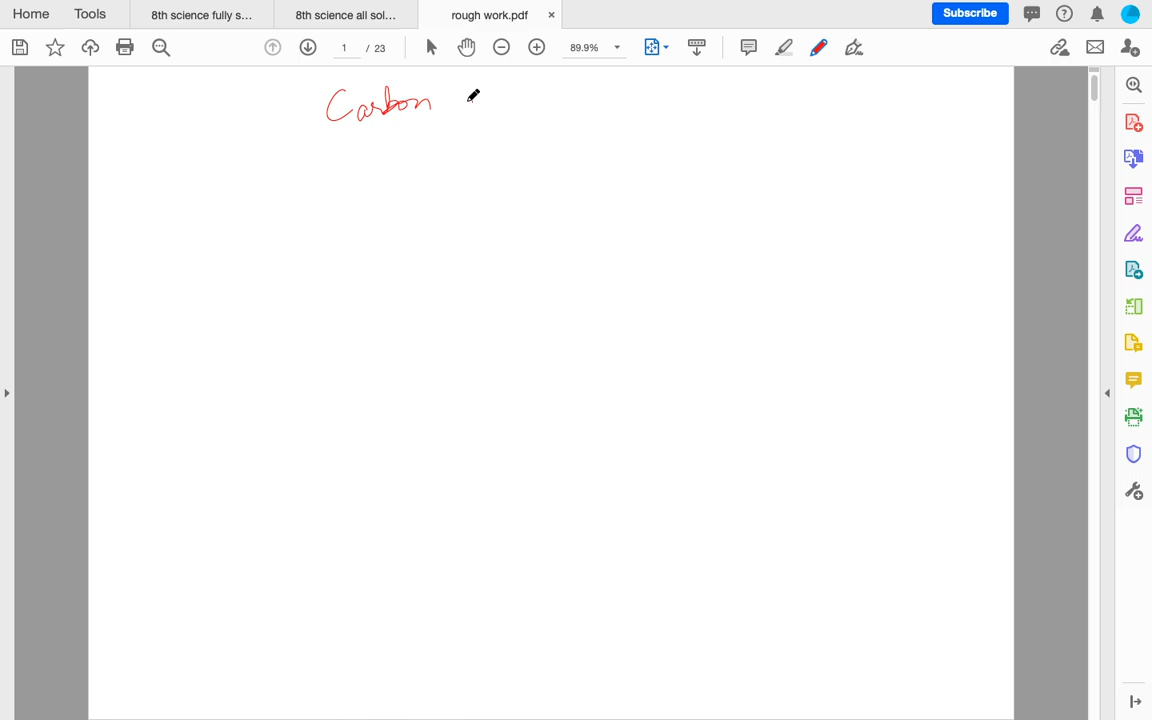 Home Tools 8th science fully s... 8th science all sol... rough work.pdf × Subscribe
1 / 23 89.9%
Carbon